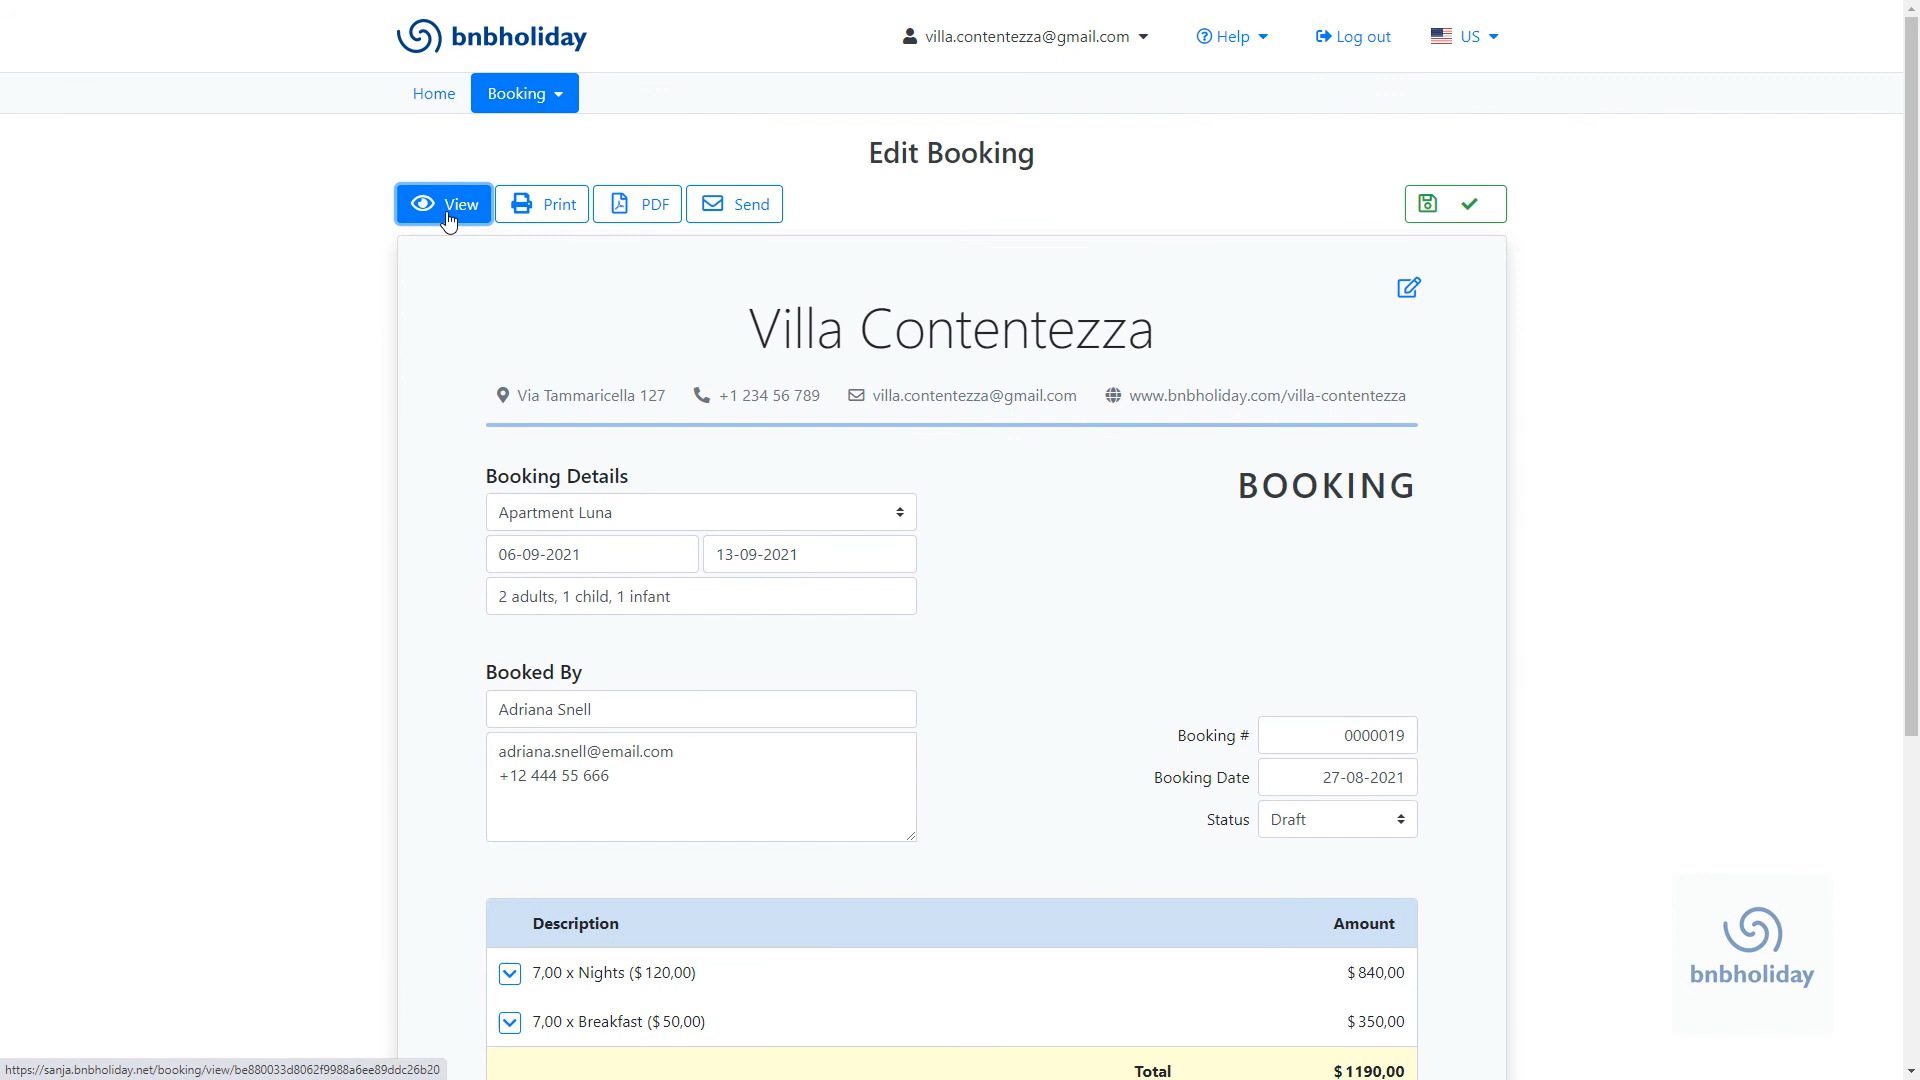 bnbholiday
villa.contentezza@gmail.com
Help
Log out
US
Home
Booking
Edit Booking
View
Print
PDF
Send
Villa Contentezza
Via Tammaricella 127
+1 234 56 789
villa.contentezza@gmail.com
www.bnbholiday.com/villa-contentezza
Booking Details
BOOKING
Apartment Luna
06-09-2021
13-09-2021
2 adults, 1 child, 1 infant
Booked By
Adriana Snell
adriana.snell@email.com
+12 444 55 666
Booking # 0000019
Booking Date 27-08-2021
Status Draft
Description Amount
7,00 x Nights ($ 120,00) $ 840,00
7,00 x Breakfast ($ 50,00) $ 350,00
Total $ 1190,00
bnbholiday
https://sanja.bnbholiday.net/booking/view/be880033d8062f9988a6ee89ddc26b20